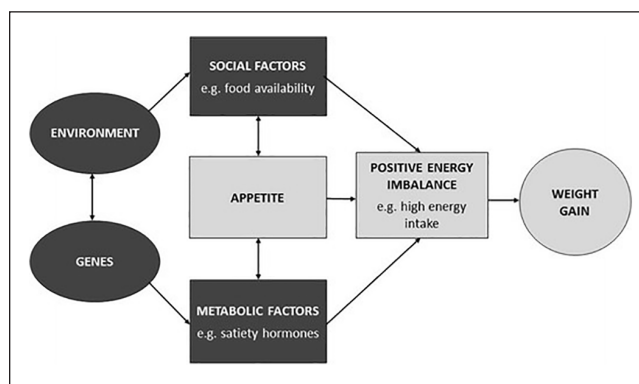 SOCIAL FACTORS
e.g. food availability
ENVIRONMENT
APPETITE
POSITIVE ENERGY
IMBALANCE
e.g. high energy
intake
WEIGHT
GAIN
GENES
METABOLIC FACTORS
e.g. satiety hormones